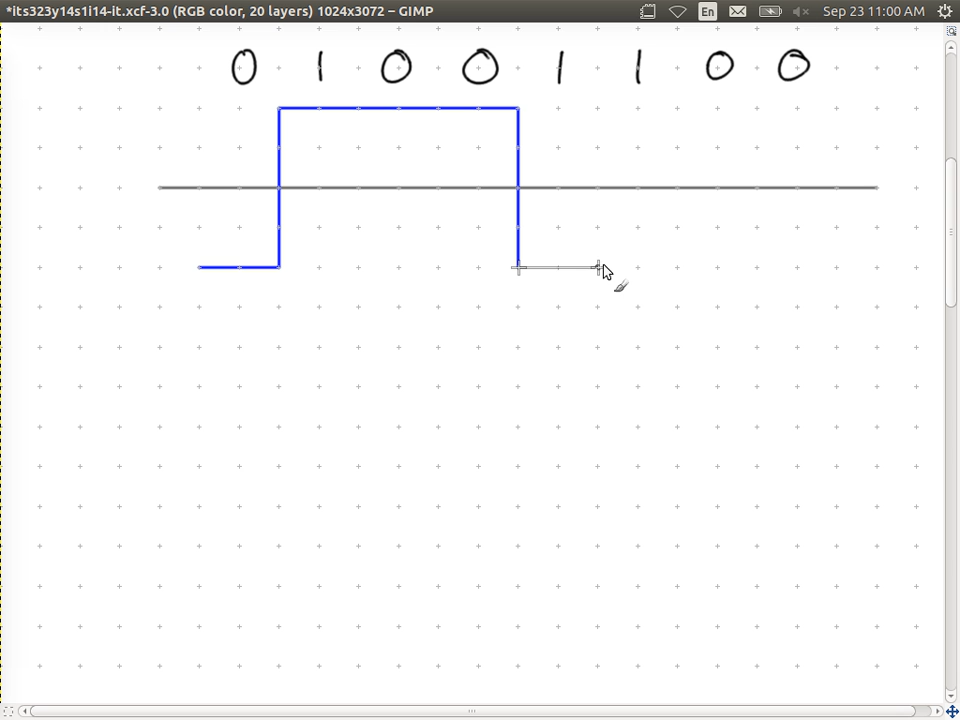 *its323y14s1i14-it.xcf-3.0 (RGB color, 20 layers) 1024x3072 – GIMP En Sep 23 11:00 AM
0 1 0 0 1 1 0 0